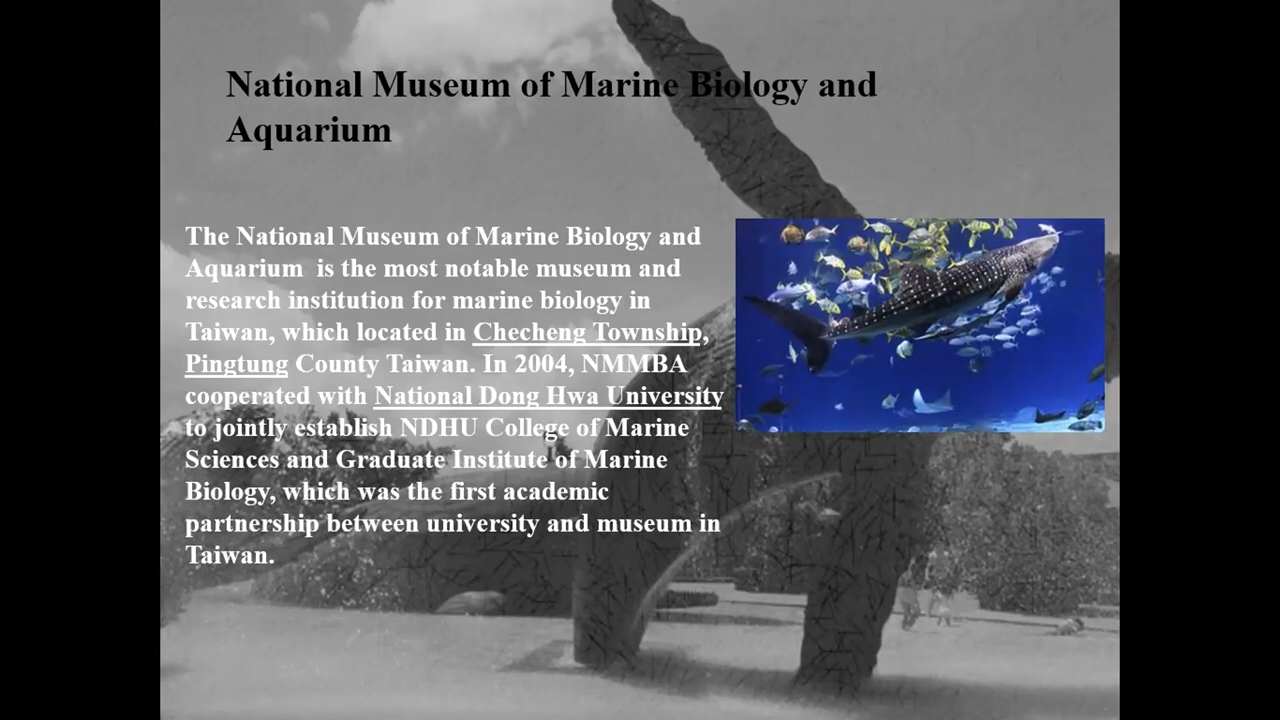 National Museum of Marine Biology and
Aquarium
The National Museum of Marine Biology and
Aquarium  is the most notable museum and
research institution for marine biology in
Taiwan, which located in Checheng Township,
Pingtung County Taiwan. In 2004, NMMBA
cooperated with National Dong Hwa University
to jointly establish NDHU College of Marine
Sciences and Graduate Institute of Marine
Biology, which was the first academic
partnership between university and museum in
Taiwan.